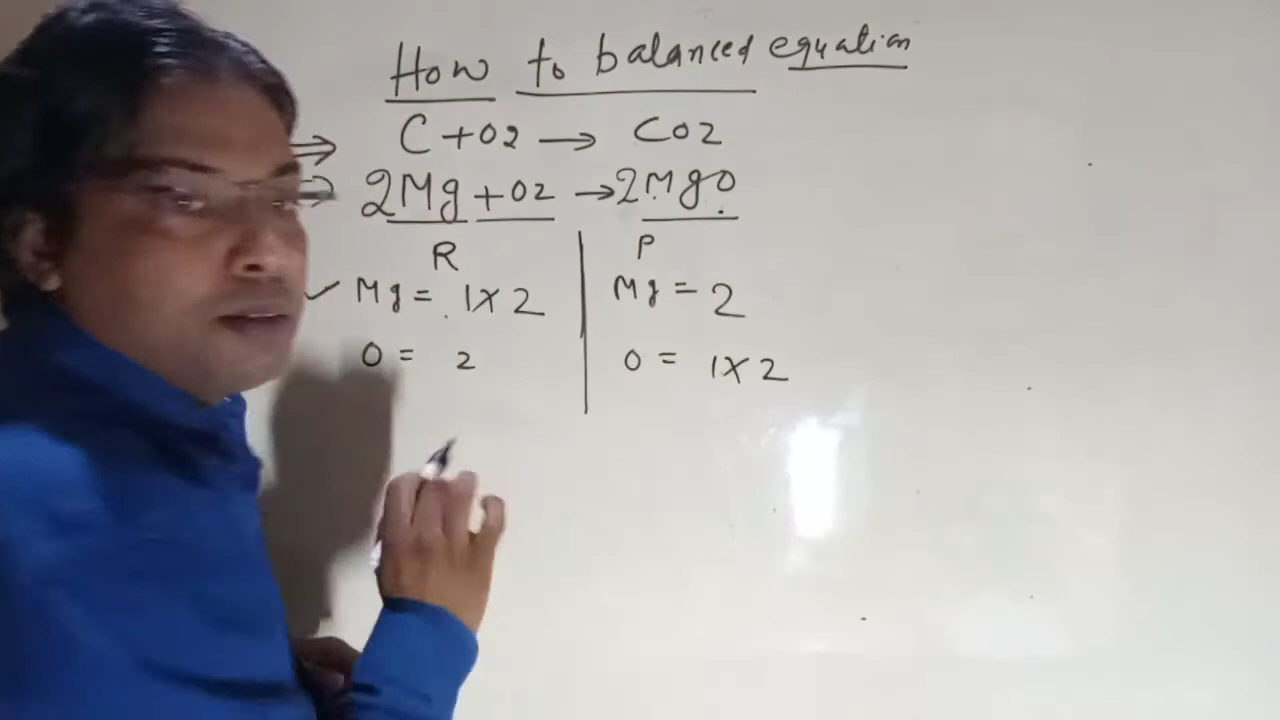 How to balanced equation
⇒ C + O2 → CO2
⇒ 2Mg + O2 → 2MgO
R P
✓ Mg = 1 X 2 Mg = 2
O = 2 O = 1 X 2